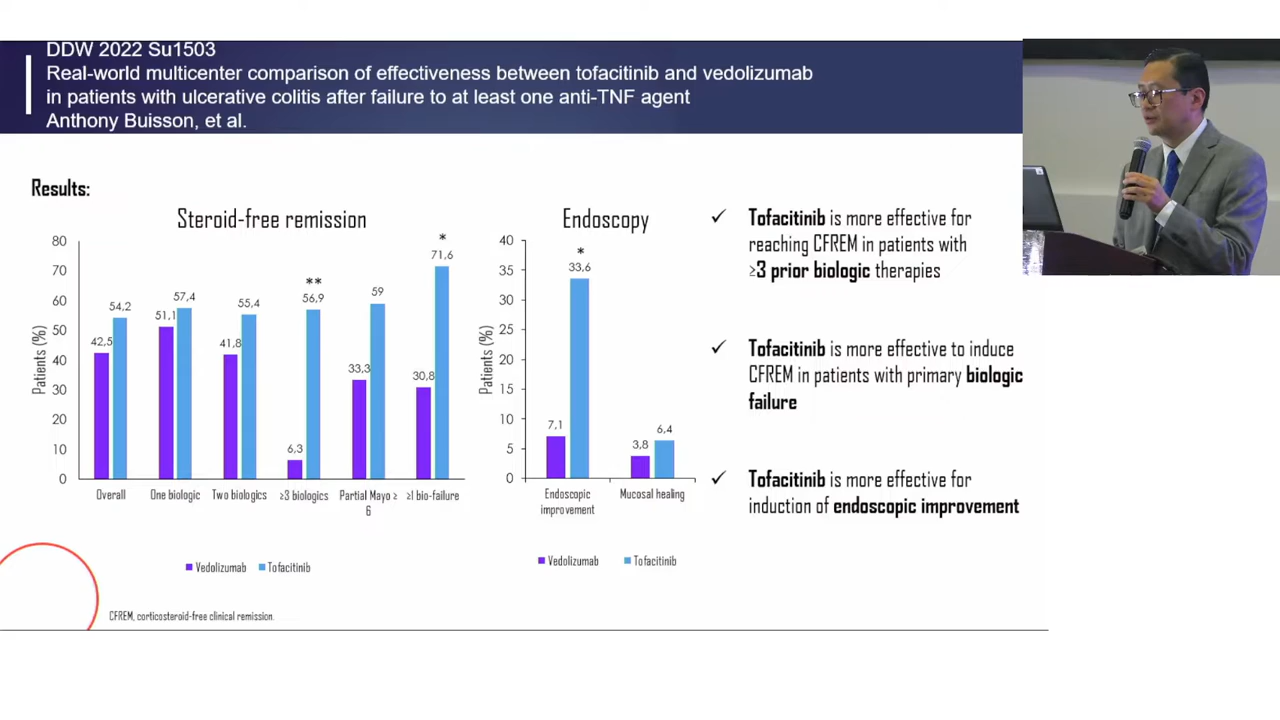 DDW 2022 Su1503
Real-world multicenter comparison of effectiveness between tofacitinib and vedolizumab
in patients with ulcerative colitis after failure to at least one anti-TNF agent
Anthony Buisson, et al.
Results:
Steroid-free remission
Patients (%)
80
70
60
50
40
30
20
10
0
42,5
54,2
51,1
57,4
41,8
55,4
6,3
**
56,9
33,3
59
30,8
*
71,6
Overall
One biologic
Two biologics
≥3 biologics
Partial Mayo ≥
6
≥1 bio-failure
Vedolizumab
Tofacitinib
Endoscopy
Patients (%)
40
35
30
25
20
15
10
5
0
7,1
*
33,6
3,8
6,4
Endoscopic
improvement
Mucosal healing
Vedolizumab
Tofacitinib
✓ Tofacitinib is more effective for
reaching CFREM in patients with
≥3 prior biologic therapies
✓ Tofacitinib is more effective to induce
CFREM in patients with primary biologic
failure
✓ Tofacitinib is more effective for
induction of endoscopic improvement
CFREM, corticosteroid-free clinical remission.